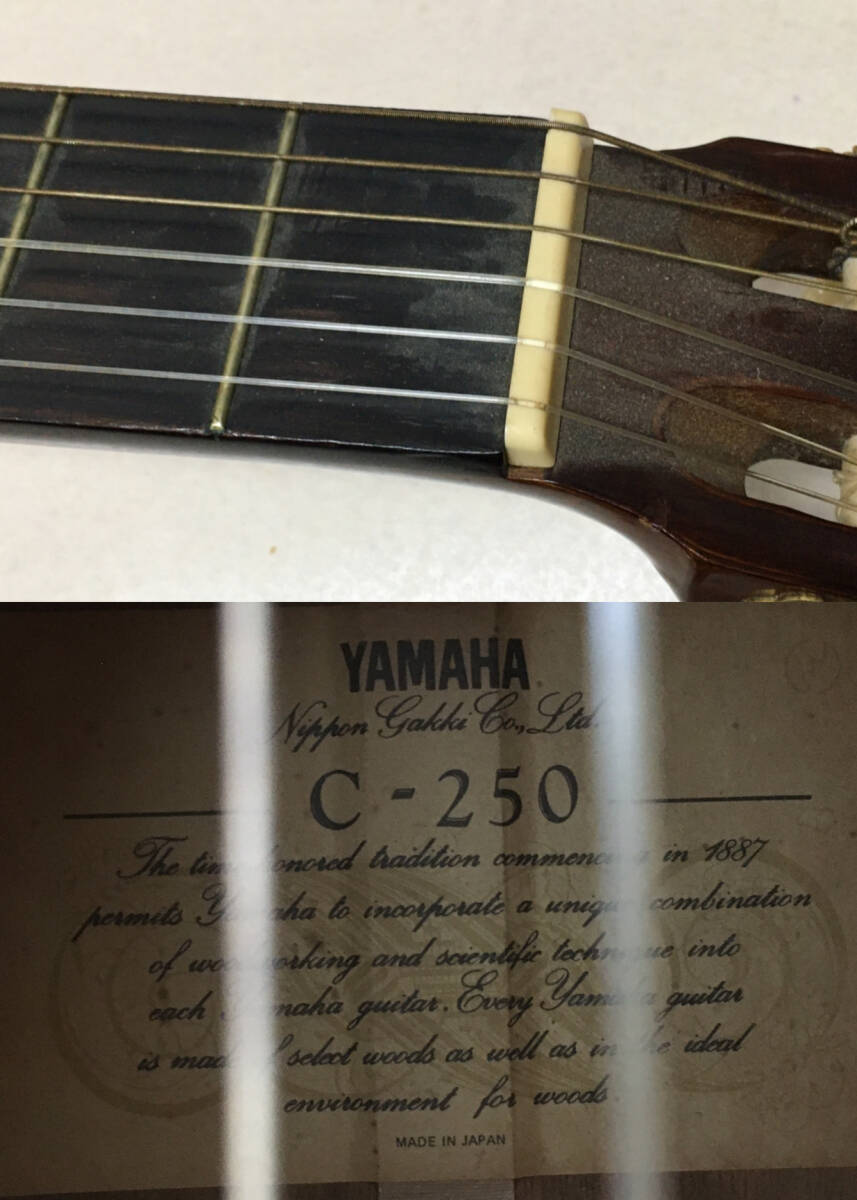 YAMAHA
Nippon Gakki Co., Ltd.
C-250
The time honored tradition commencing in 1887
permits Yamaha to incorporate a unique combination
of woodworking and scientific technique into
each Yamaha guitar. Every Yamaha guitar
is made of select woods as well as in the ideal
environment for woods.
MADE IN JAPAN